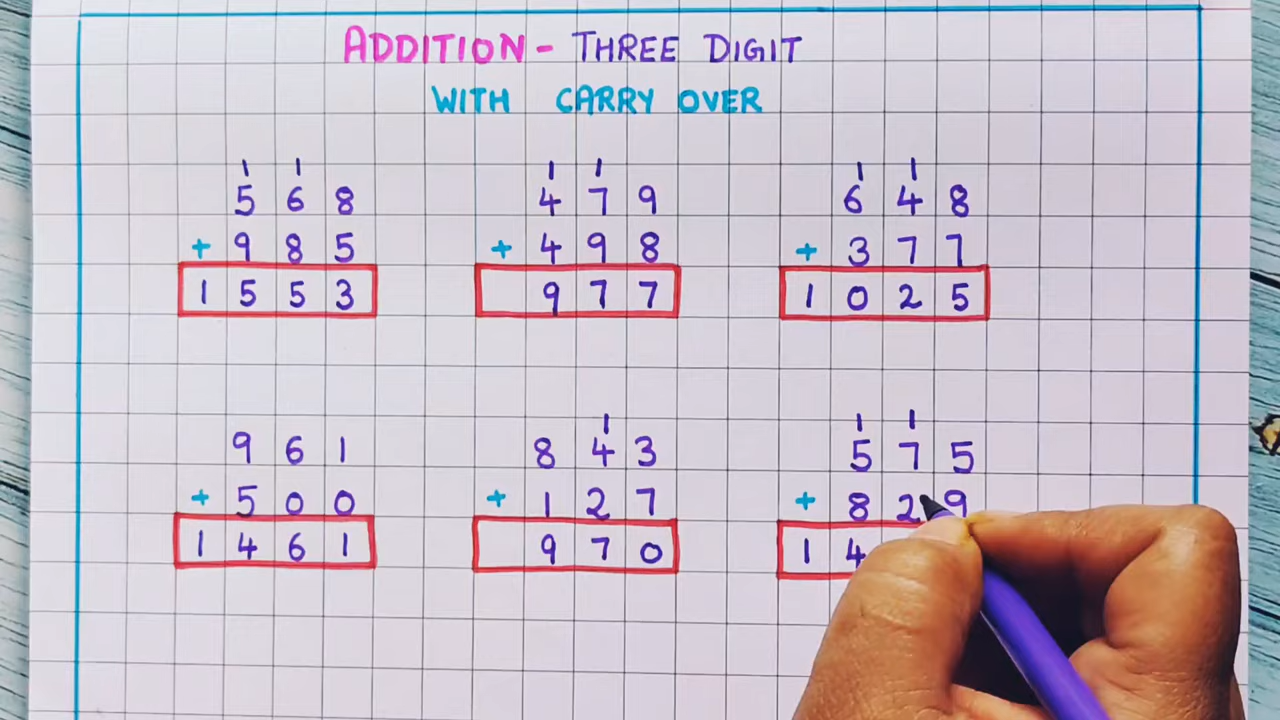 ADDITION - THREE DIGIT
WITH CARRY OVER
1 1
5 6 8
+ 9 8 5
1 5 5 3
1 1
4 7 9
+ 4 9 8
9 7 7
1 1
6 4 8
+ 3 7 7
1 0 2 5
9 6 1
+ 5 0 0
1 4 6 1
1
8 4 3
+ 1 2 7
9 7 0
1 1
5 7 5
+ 8 2 9
1 4